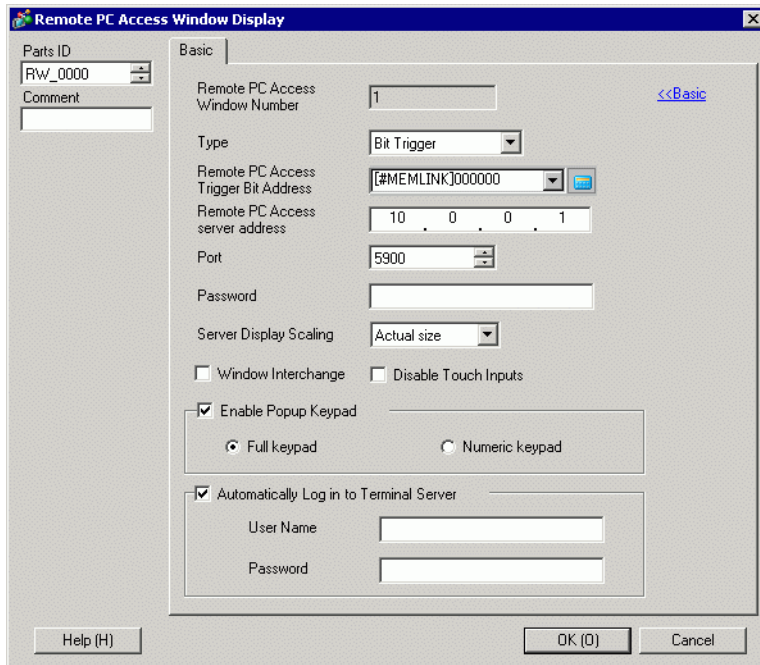 Remote PC Access Window Display
Parts ID
RW_0000
Comment
Basic
Remote PC Access
Window Number
1
<<Basic
Type
Bit Trigger
Remote PC Access
Trigger Bit Address
[#MEMLINK]000000
Remote PC Access
server address
10 . 0 . 0 . 1
Port
5900
Password
Server Display Scaling
Actual size
Window Interchange
Disable Touch Inputs
Enable Popup Keypad
Full keypad
Numeric keypad
Automatically Log in to Terminal Server
User Name
Password
Help (H)
OK (O)
Cancel